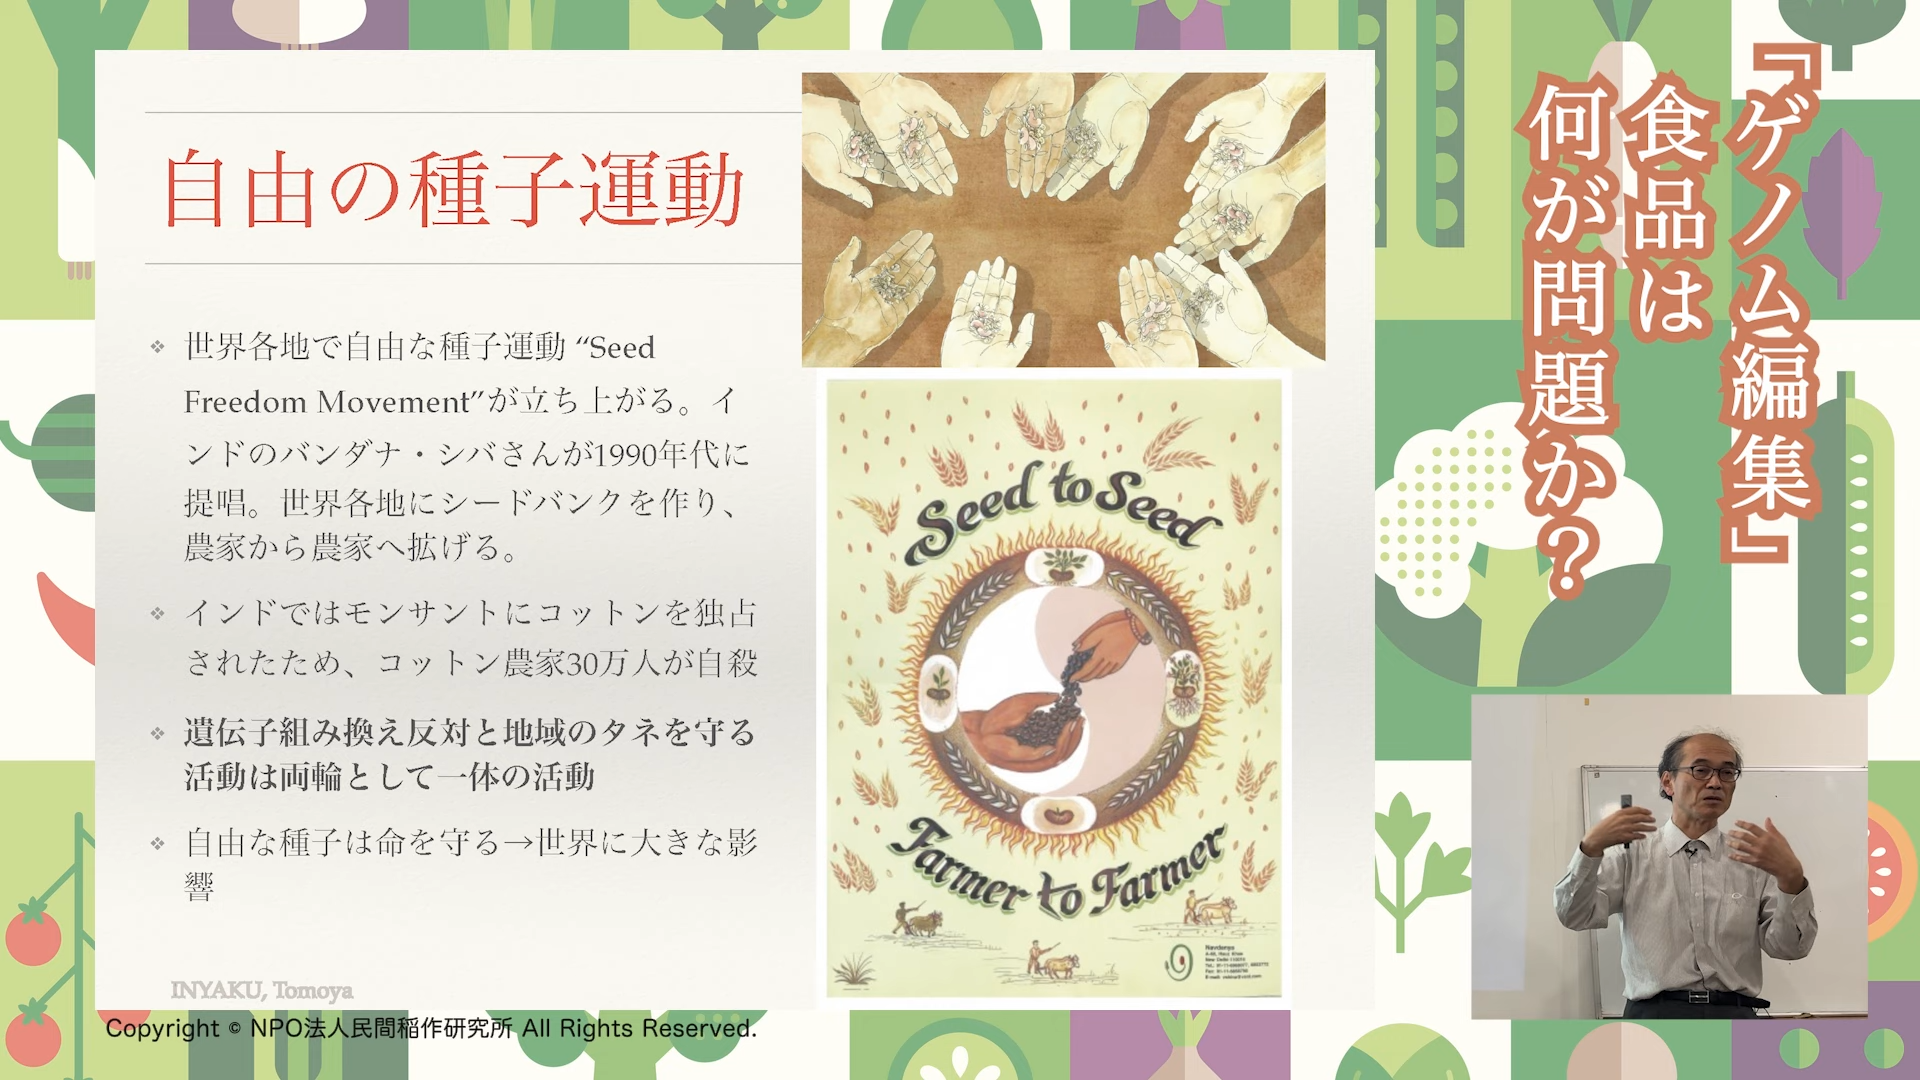 自由の種子運動
世界各地で自由な種子運動 “Seed
Freedom Movement”が立ち上がる。イ
ンドのバンダナ・シバさんが1990年代に
提唱。世界各地にシードバンクを作り、
農家から農家へ拡げる。
インドではモンサントにコットンを独占
されたため、コットン農家30万人が自殺
遺伝子組み換え反対と地域のタネを守る
活動は両輪として一体の活動
自由な種子は命を守る→世界に大きな影
響
INYAKU, Tomoya
Copyright © NPO法人民間稲作研究所 All Rights Reserved.
Seed to Seed
Farmer to Farmer
Navdanya
『ゲノム編集』
食品は
何が問題か?